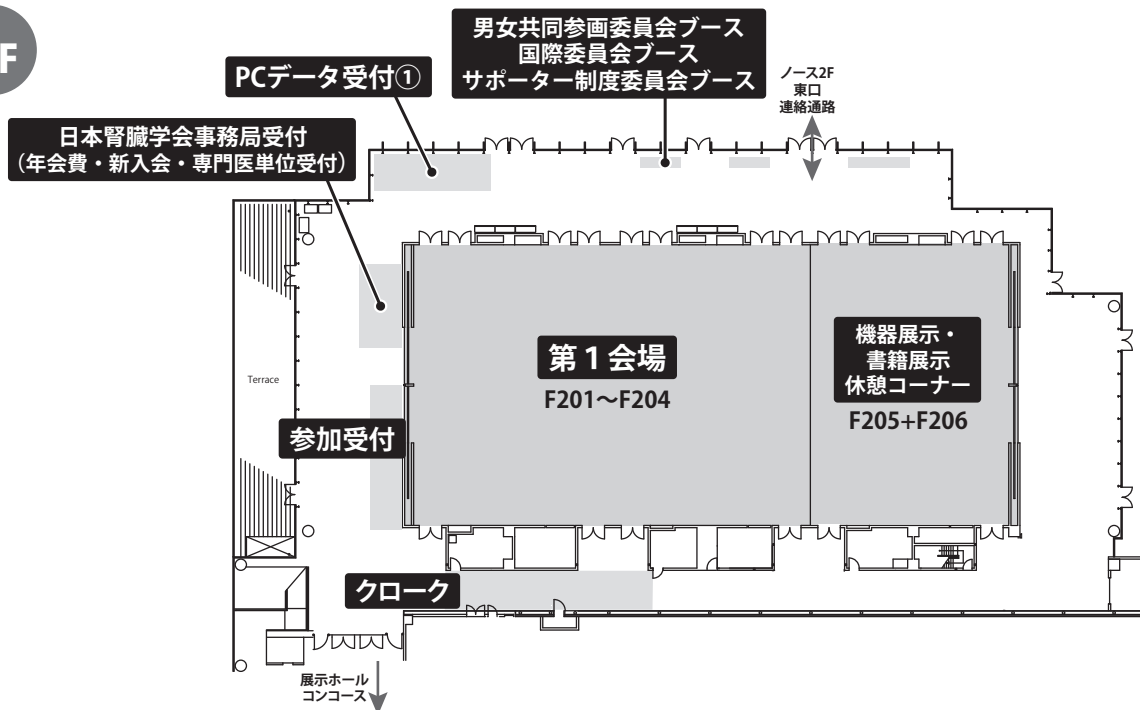 F
男女共同参画委員会ブース
国際委員会ブース
サポーター制度委員会ブース
PCデータ受付①
ノース2F
東口
連絡通路
日本腎臓学会事務局受付
（年会費・新入会・専門医単位受付）
第1会場
F201～F204
機器展示・
書籍展示
休憩コーナー
F205+F206
Terrace
参加受付
クローク
展示ホール
コンコース